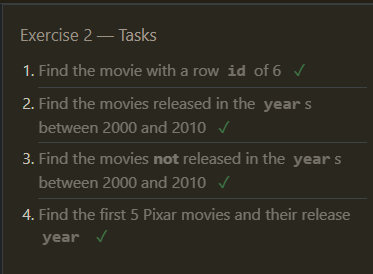 Exercise 2 — Tasks
1. Find the movie with a row id of 6 ✓
2. Find the movies released in the year s
between 2000 and 2010 ✓
3. Find the movies not released in the year s
between 2000 and 2010 ✓
4. Find the first 5 Pixar movies and their release
year ✓